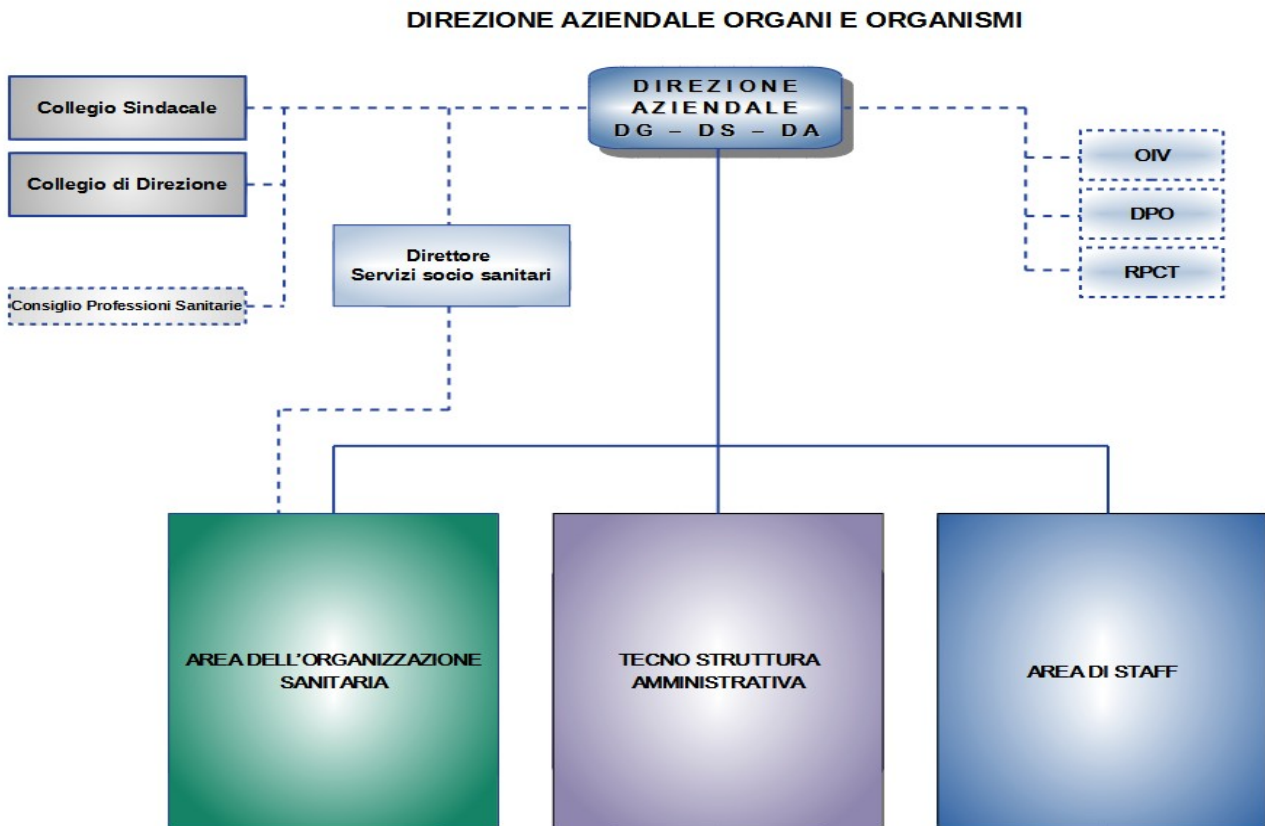 DIREZIONE AZIENDALE ORGANI E ORGANISMI
DIREZIONE
AZIENDALE
DG – DS – DA
Collegio Sindacale
Collegio di Direzione
Consiglio Professioni Sanitarie
Direttore
Servizi socio sanitari
OIV
DPO
RPCT
AREA DELL’ORGANIZZAZIONE
SANITARIA
TECNO STRUTTURA
AMMINISTRATIVA
AREA DI STAFF